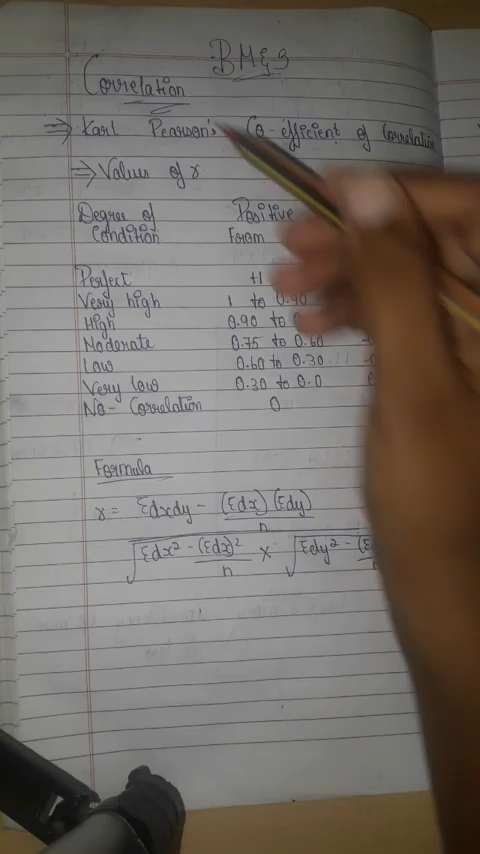 BM&S
Correlation
⇒ Karl Pearson's Co-efficient of Correlation
⇒ Values of r
Degree of Positive
Condition Form
Perfect +1
Very high 1 to 0.90
High 0.90 to
Moderate 0.75 to 0.60
Low 0.60 to 0.30
Very low 0.30 to 0.0
No- Correlation 0
Formula
r = Σdxdy - (Σdx) (Σdy)
n
√Σdx² - (Σdx)² × √Σdy² -
n